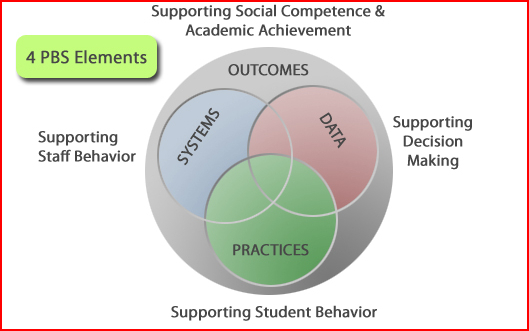 Supporting Social Competence &
Academic Achievement
4 PBS Elements
OUTCOMES
SYSTEMS
DATA
Supporting
Staff Behavior
Supporting
Decision
Making
PRACTICES
Supporting Student Behavior